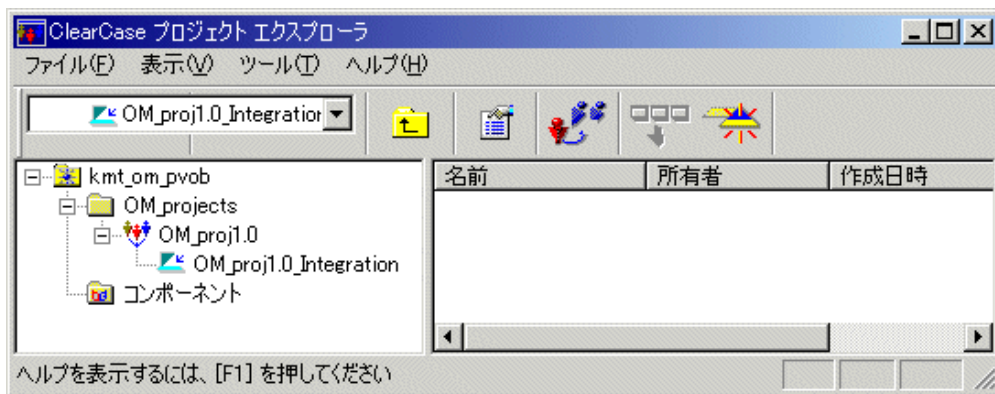 ClearCase プロジェクト エクスプローラ
ファイル(F) 表示(V) ツール(T) ヘルプ(H)
OM_proj1.0_Integration
kmt_om_pvob
OM_projects
OM_proj1.0
OM_proj1.0_Integration
コンポーネント
名前 所有者 作成日時
ヘルプを表示するには、[F1] を押してください